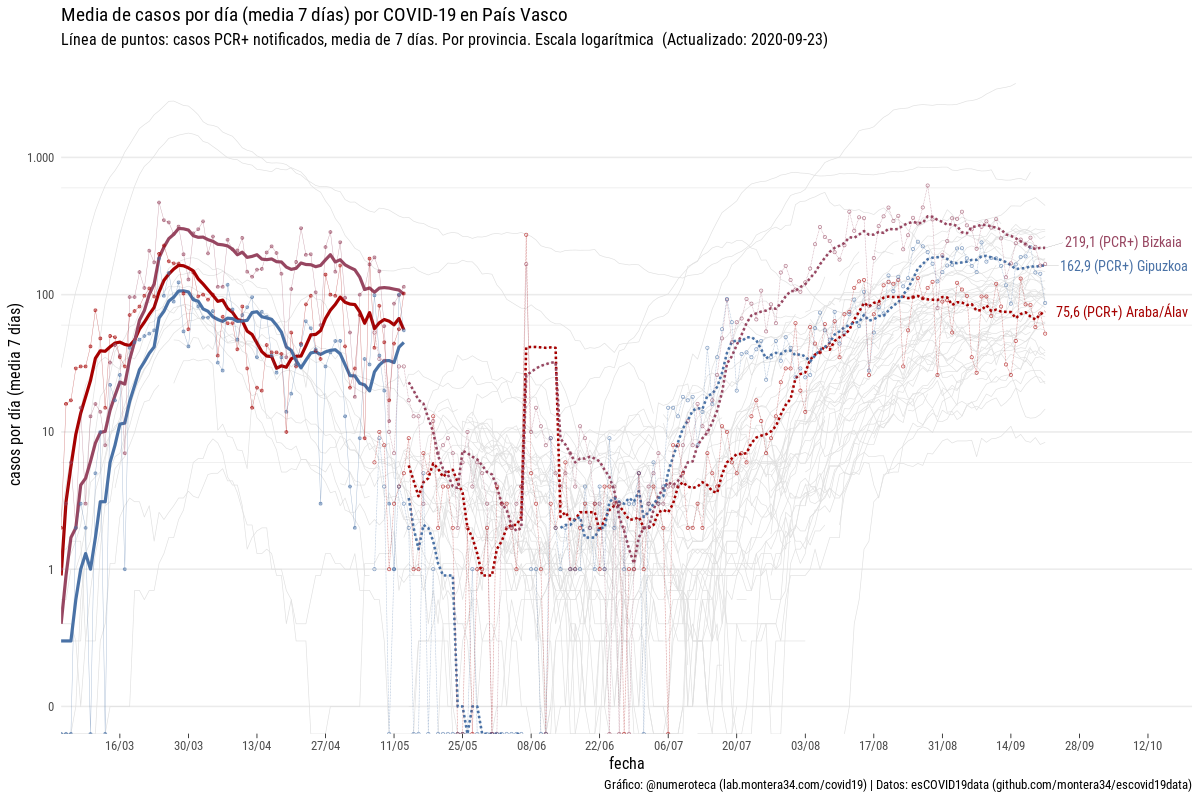 Media de casos por día (media 7 días) por COVID-19 en País Vasco
Línea de puntos: casos PCR+ notificados, media de 7 días. Por provincia. Escala logarítmica (Actualizado: 2020-09-23)
casos por día (media 7 días)
1.000
100
10
1
0
219,1 (PCR+) Bizkaia
162,9 (PCR+) Gipuzkoa
75,6 (PCR+) Araba/Álav
16/03 30/03 13/04 27/04 11/05 25/05 08/06 22/06 06/07 20/07 03/08 17/08 31/08 14/09 28/09 12/10
fecha
Gráfico: @numeroteca (lab.montera34.com/covid19) | Datos: esCOVID19data (github.com/montera34/escovid19data)